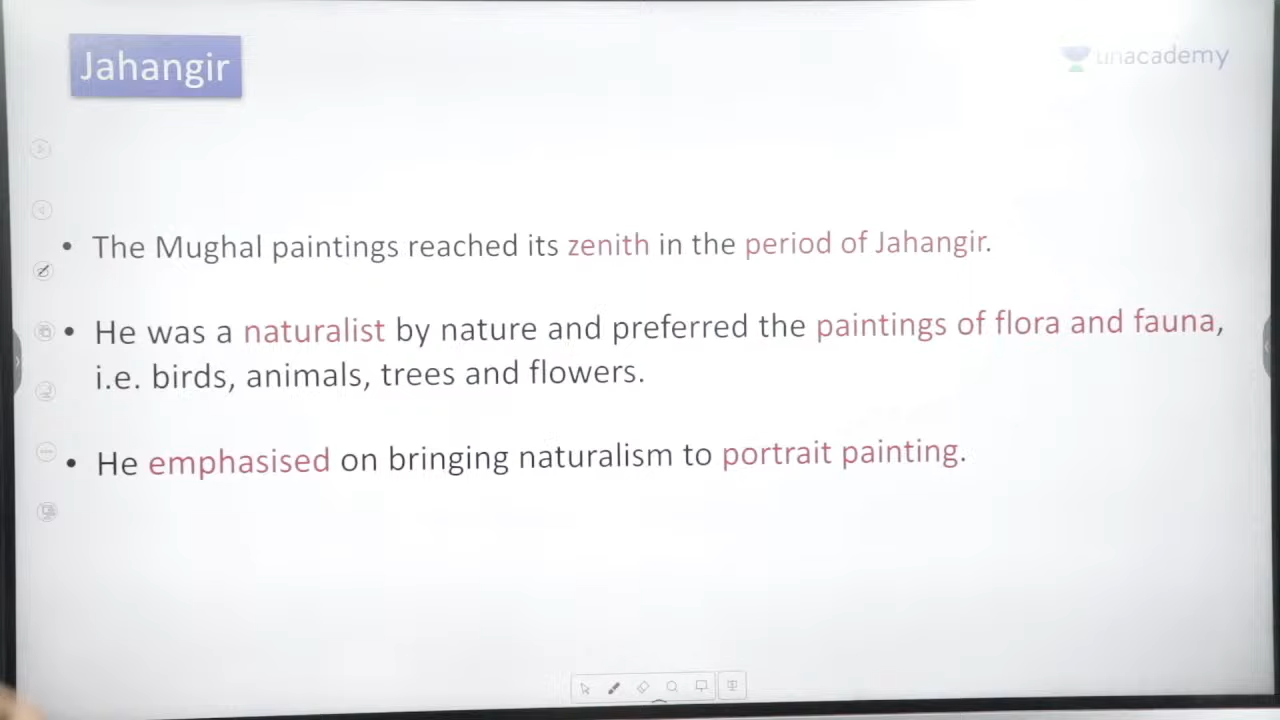 Jahangir
unacademy
• The Mughal paintings reached its zenith in the period of Jahangir.
• He was a naturalist by nature and preferred the paintings of flora and fauna,
i.e. birds, animals, trees and flowers.
• He emphasised on bringing naturalism to portrait painting.